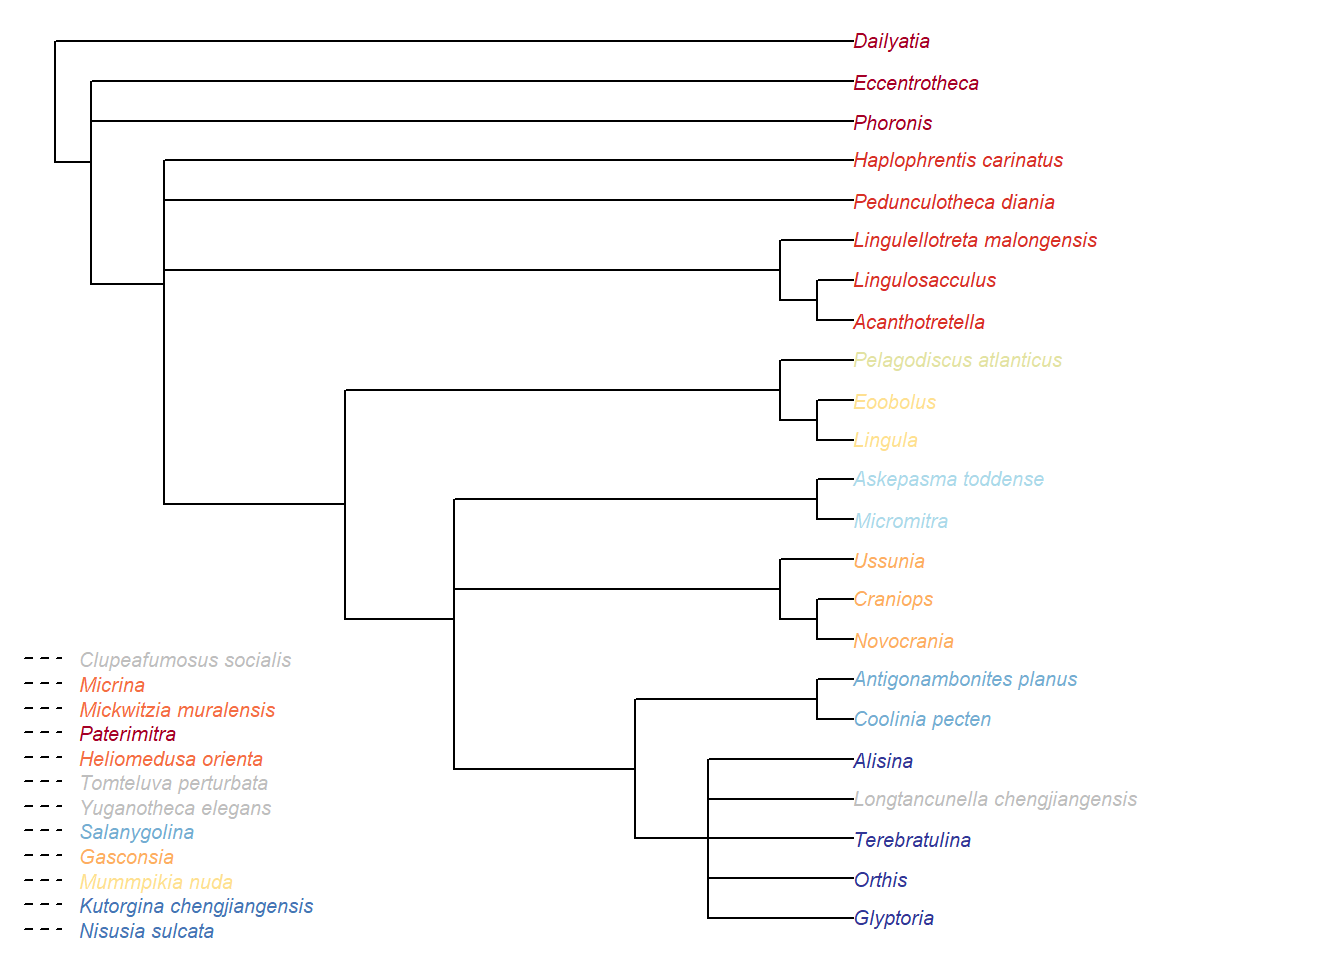 Dailyatia
Eccentrotheca
Phoronis
Haplophrentis carinatus
Pedunculotheca diania
Lingulellotreta malongensis
Lingulosacculus
Acanthotretella
Pelagodiscus atlanticus
Eoobolus
Lingula
Askepasma toddense
Micromitra
Ussunia
Craniops
Novocrania
Antigonambonites planus
Coolinia pecten
Alisina
Longtancunella chengjiangensis
Terebratulina
Orthis
Glyptoria
Clupeafumosus socialis
Micrina
Mickwitzia muralensis
Paterimitra
Heliomedusa orienta
Tomteluva perturbata
Yuganotheca elegans
Salanygolina
Gasconsia
Mummpikia nuda
Kutorgina chengjiangensis
Nisusia sulcata